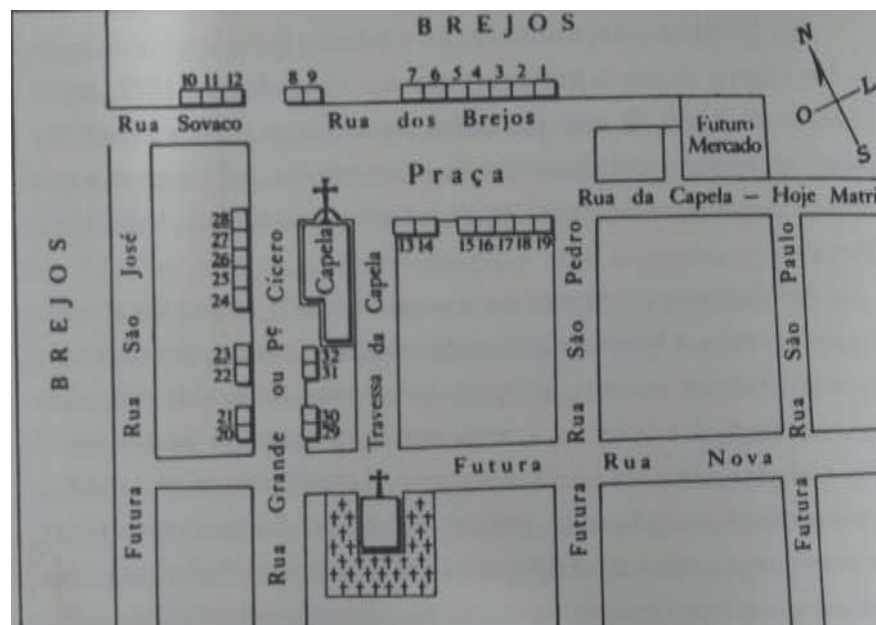 BREJOS
N
L
O
S
10 11 12
8 9
7 6 5 4 3 2 1
Rua Sovaco
Rua dos Brejos
Futuro
Mercado
Praça
Rua da Capela – Hoje Matri
28
27
26
25
24
23
22
21
20
13 14
15 16 17 18 19
32
31
30
29
BREJOS
Futura Rua São José
Rua Grande ou Pe Cícero
Capela
Travessa da Capela
Futura Rua São Pedro
Futura Rua São Paulo
Futura Rua Nova